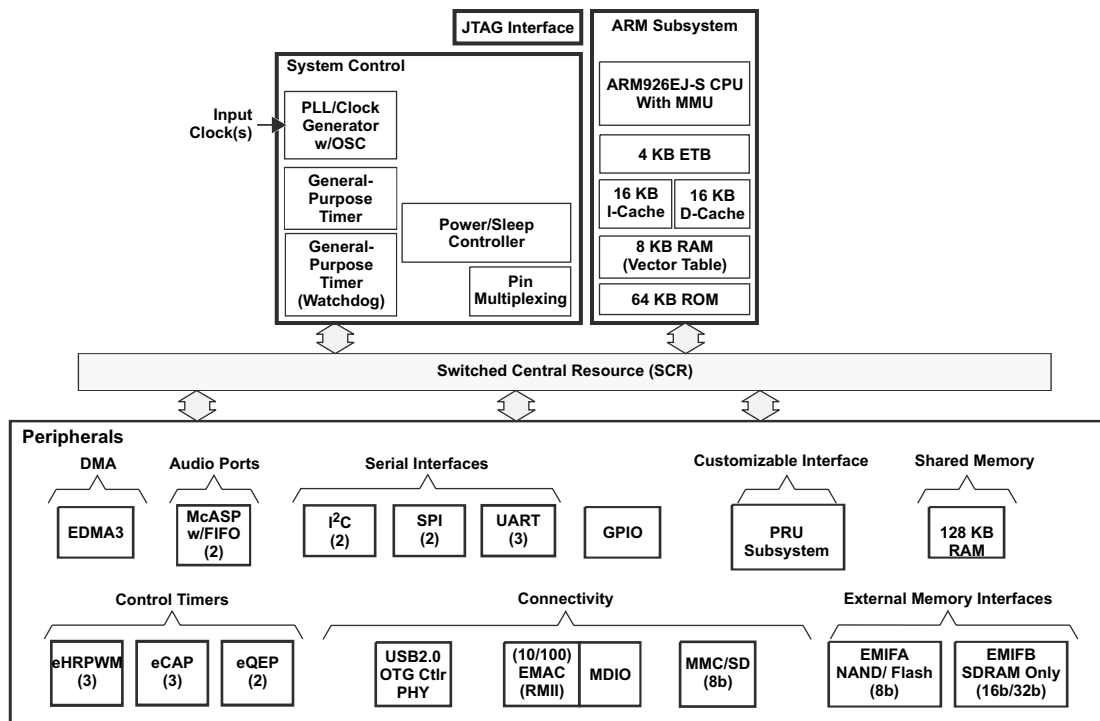 JTAG Interface
ARM Subsystem
System Control
ARM926EJ-S CPU
With MMU
Input
Clock(s)
PLL/Clock
Generator
w/OSC
4 KB ETB
General-
Purpose
Timer
16 KB
I-Cache
16 KB
D-Cache
Power/Sleep
Controller
General-
Purpose
Timer
(Watchdog)
8 KB RAM
(Vector Table)
Pin
Multiplexing
64 KB ROM
Switched Central Resource (SCR)
Peripherals
DMA
Audio Ports
Serial Interfaces
Customizable Interface
Shared Memory
EDMA3
McASP
w/FIFO
(2)
I²C
(2)
SPI
(2)
UART
(3)
GPIO
PRU
Subsystem
128 KB
RAM
Control Timers
Connectivity
External Memory Interfaces
eHRPWM
(3)
eCAP
(3)
eQEP
(2)
USB2.0
OTG Ctlr
PHY
(10/100)
EMAC
(RMII)
MDIO
MMC/SD
(8b)
EMIFA
NAND/ Flash
(8b)
EMIFB
SDRAM Only
(16b/32b)